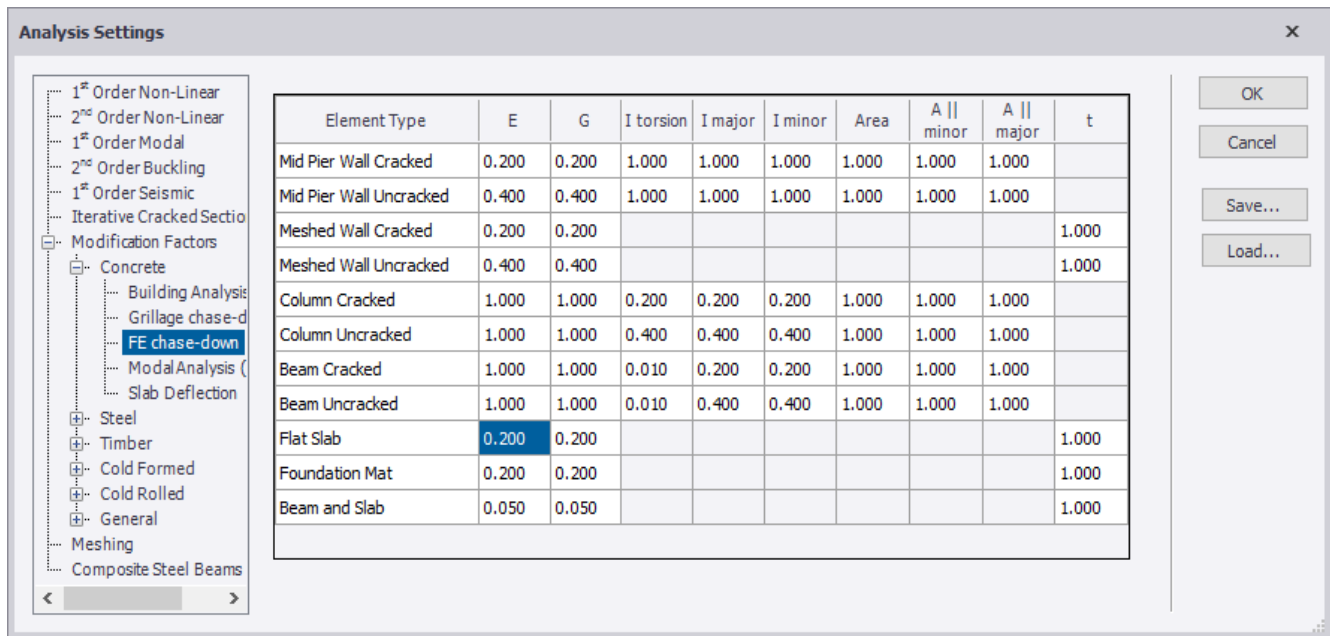 Analysis Settings
1st Order Non-Linear
2nd Order Non-Linear
1st Order Modal
2nd Order Buckling
1st Order Seismic
Iterative Cracked Sectio
Modification Factors
Concrete
Building Analysis
Grillage chase-d
FE chase-down
Modal Analysis (
Slab Deflection
Steel
Timber
Cold Formed
Cold Rolled
General
Meshing
Composite Steel Beams
Element Type E G I torsion I major I minor Area A || minor A || major t
Mid Pier Wall Cracked 0.200 0.200 1.000 1.000 1.000 1.000 1.000 1.000
Mid Pier Wall Uncracked 0.400 0.400 1.000 1.000 1.000 1.000 1.000 1.000
Meshed Wall Cracked 0.200 0.200 1.000
Meshed Wall Uncracked 0.400 0.400 1.000
Column Cracked 1.000 1.000 0.200 0.200 0.200 1.000 1.000 1.000
Column Uncracked 1.000 1.000 0.400 0.400 0.400 1.000 1.000 1.000
Beam Cracked 1.000 1.000 0.010 0.200 0.200 1.000 1.000 1.000
Beam Uncracked 1.000 1.000 0.010 0.400 0.400 1.000 1.000 1.000
Flat Slab 0.200 0.200 1.000
Foundation Mat 0.200 0.200 1.000
Beam and Slab 0.050 0.050 1.000
OK
Cancel
Save...
Load...